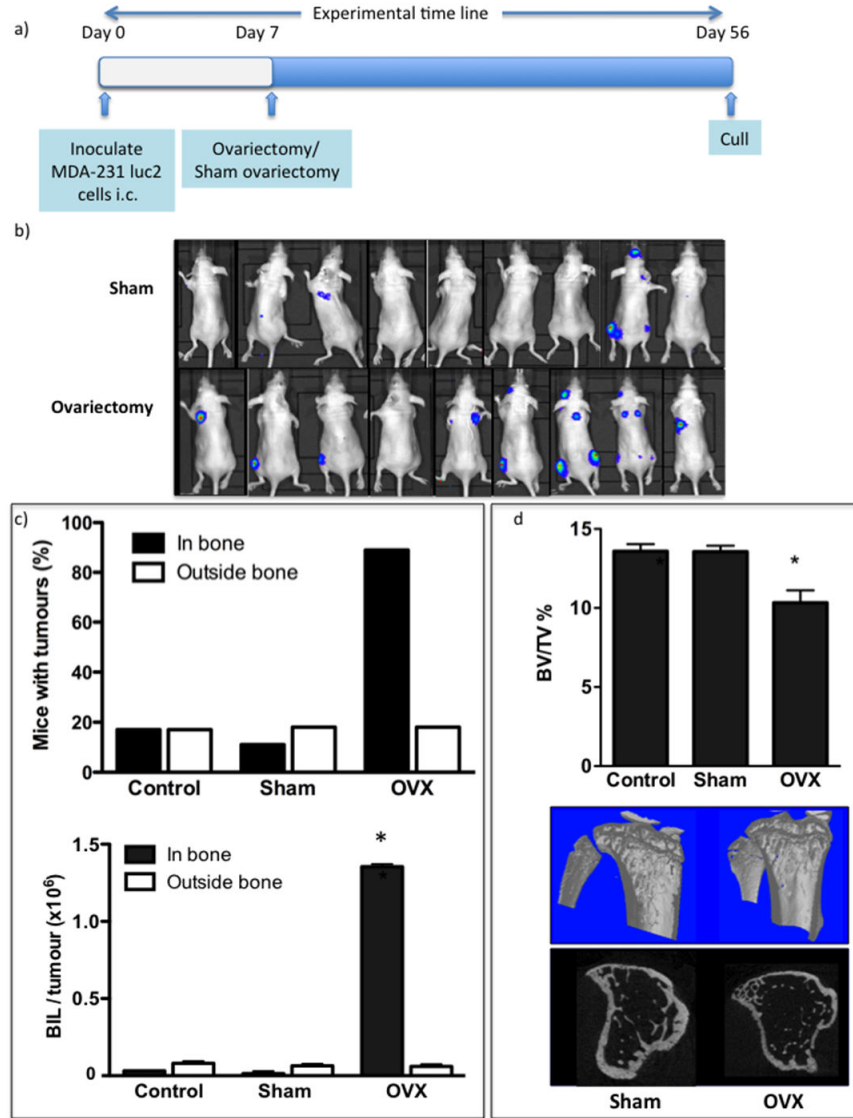 Experimental time line
a)
Day 0
Day 7
Day 56
Inoculate
MDA-231 luc2
cells i.c.
Ovariectomy/
Sham ovariectomy
Cull
b)
Sham
Ovariectomy
c)
100
80
60
40
20
0
Mice with tumours (%)
In bone
Outside bone
Control
Sham
OVX
1.5
1.0
0.5
0
BIL / tumour (x10⁶)
In bone
Outside bone
*
*
Control
Sham
OVX
d
15
10
5
0
BV/TV %
*
*
Control
Sham
OVX
Sham
OVX